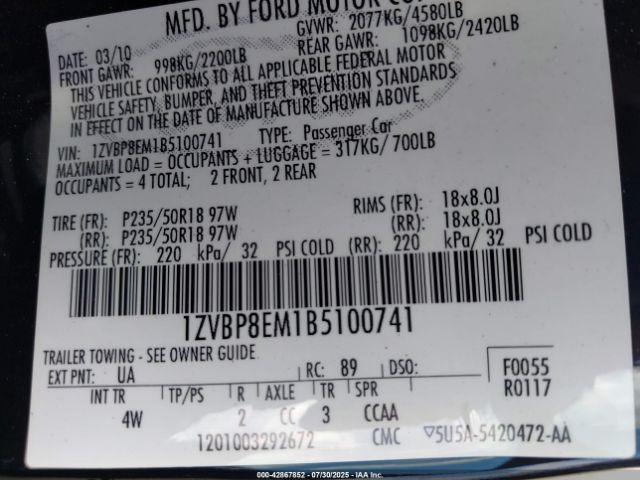 MFD. BY FORD MOTOR CO
DATE: 03/10 GVWR: 2077KG/4580LB
FRONT GAWR: 998KG/2200LB REAR GAWR: 1098KG/2420LB
THIS VEHICLE CONFORMS TO ALL APPLICABLE FEDERAL MOTOR
VEHICLE SAFETY, BUMPER, AND THEFT PREVENTION STANDARDS
IN EFFECT ON THE DATE OF MANUFACTURE SHOWN ABOVE.
VIN: 1ZVBP8EM1B5100741 TYPE: Passenger Car
MAXIMUM LOAD = OCCUPANTS + LUGGAGE = 317KG/ 700LB
OCCUPANTS = 4 TOTAL; 2 FRONT, 2 REAR
TIRE (FR): P235/50R18 97W RIMS (FR): 18x8.0J
(RR): P235/50R18 97W (RR): 18x8.0J
PRESSURE (FR): 220 kPa/ 32 PSI COLD (RR): 220 kPa/ 32 PSI COLD
1ZVBP8EM1B5100741
TRAILER TOWING - SEE OWNER GUIDE
EXT PNT: UA RC: 89 DSO: F0055
INT TR TP/PS R AXLE TR SPR R0117
4W 2 CC 3 CCAA
1201003292672 CMC ▽5U5A-5420472-AA
000-42867852 | 07/30/2025 | IAAI.COM